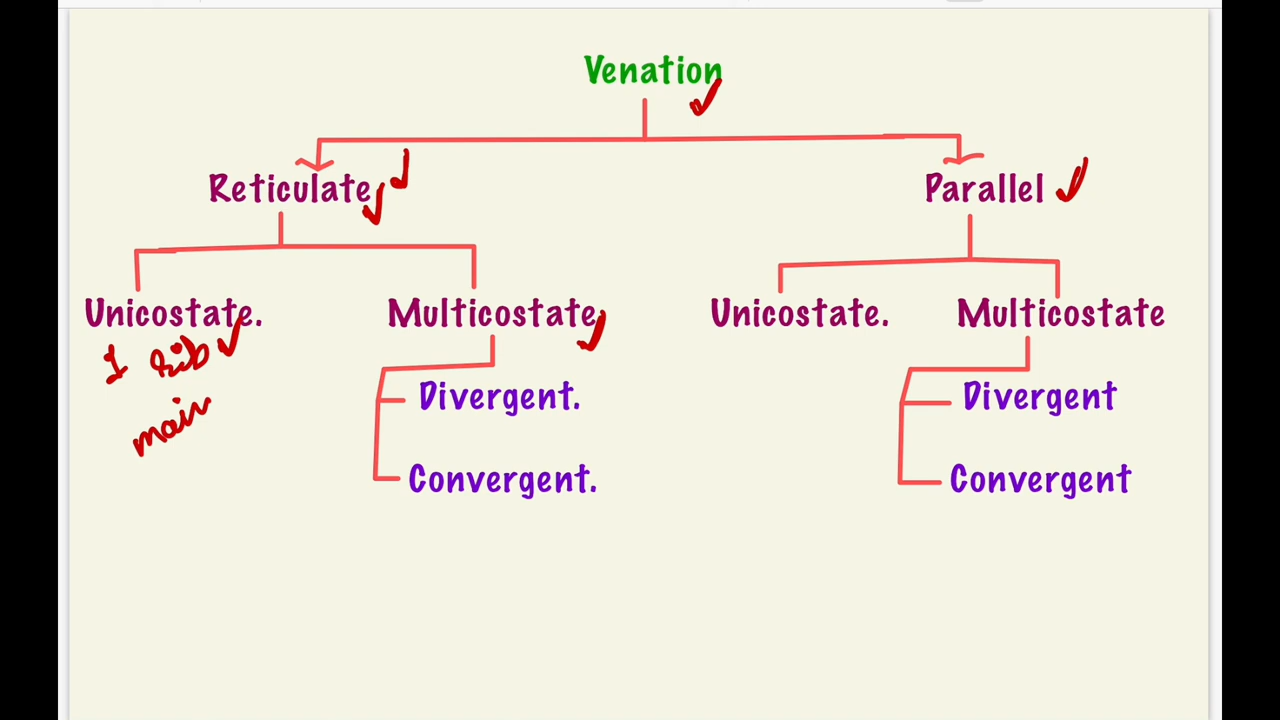 Venation
Reticulate
Parallel
Unicostate.
Multicostate
Unicostate.
Multicostate
1 Rib
main
Divergent.
Divergent
Convergent.
Convergent